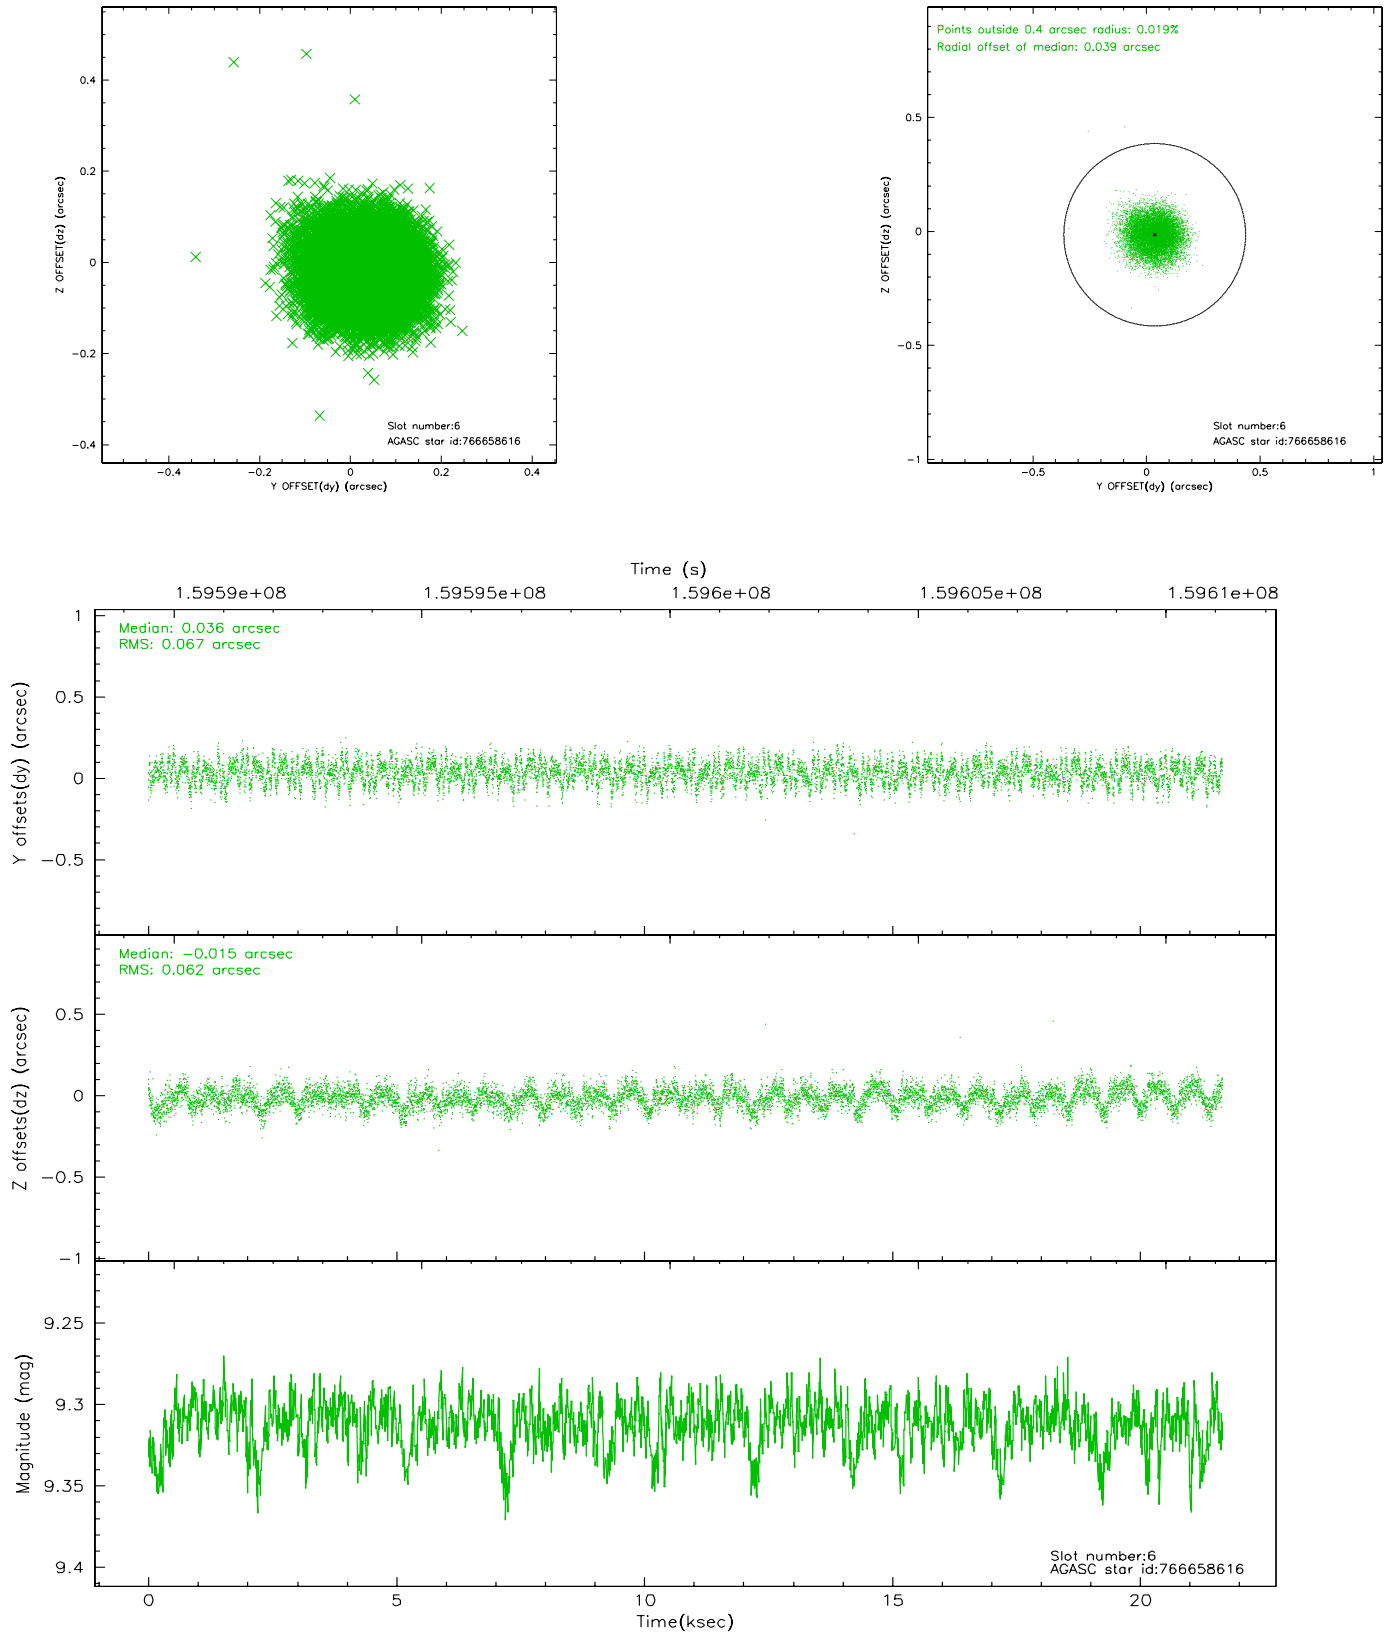 0.4
0.2
0
−0.2
−0.4
Z OFFSET(dz) (arcsec)
−0.4
−0.2
0
0.2
0.4
Y OFFSET(dy) (arcsec)
Slot number:6
AGASC star id:766658616
Points outside 0.4 arcsec radius: 0.019%
Radial offset of median: 0.039 arcsec
0.5
0
−0.5
−1
Z OFFSET(dz) (arcsec)
−0.5
0
0.5
1
Y OFFSET(dy) (arcsec)
Slot number:6
AGASC star id:766658616
Time (s)
1.5959e+08
1.59595e+08
1.596e+08
1.59605e+08
1.5961e+08
Median: 0.036 arcsec
RMS: 0.067 arcsec
1
0.5
0
−0.5
Y offsets(dy) (arcsec)
Median: −0.015 arcsec
RMS: 0.062 arcsec
0.5
0
−0.5
−1
Z offsets(dz) (arcsec)
9.25
9.3
9.35
9.4
Magnitude (mag)
Slot number:6
AGASC star id:766658616
0
5
10
15
20
Time(ksec)